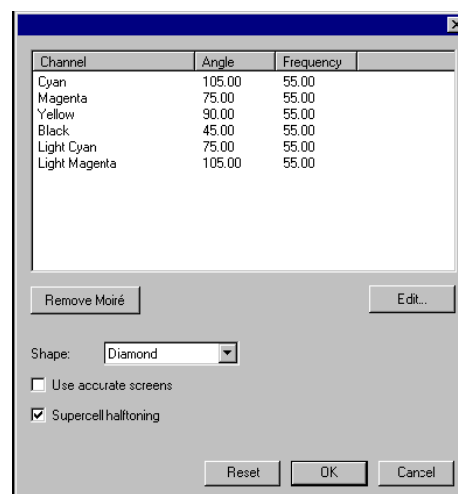 Channel Angle Frequency
Cyan 105.00 55.00
Magenta 75.00 55.00
Yellow 90.00 55.00
Black 45.00 55.00
Light Cyan 75.00 55.00
Light Magenta 105.00 55.00
Remove Moiré Edit...
Shape: Diamond
Use accurate screens
Supercell halftoning
Reset OK Cancel